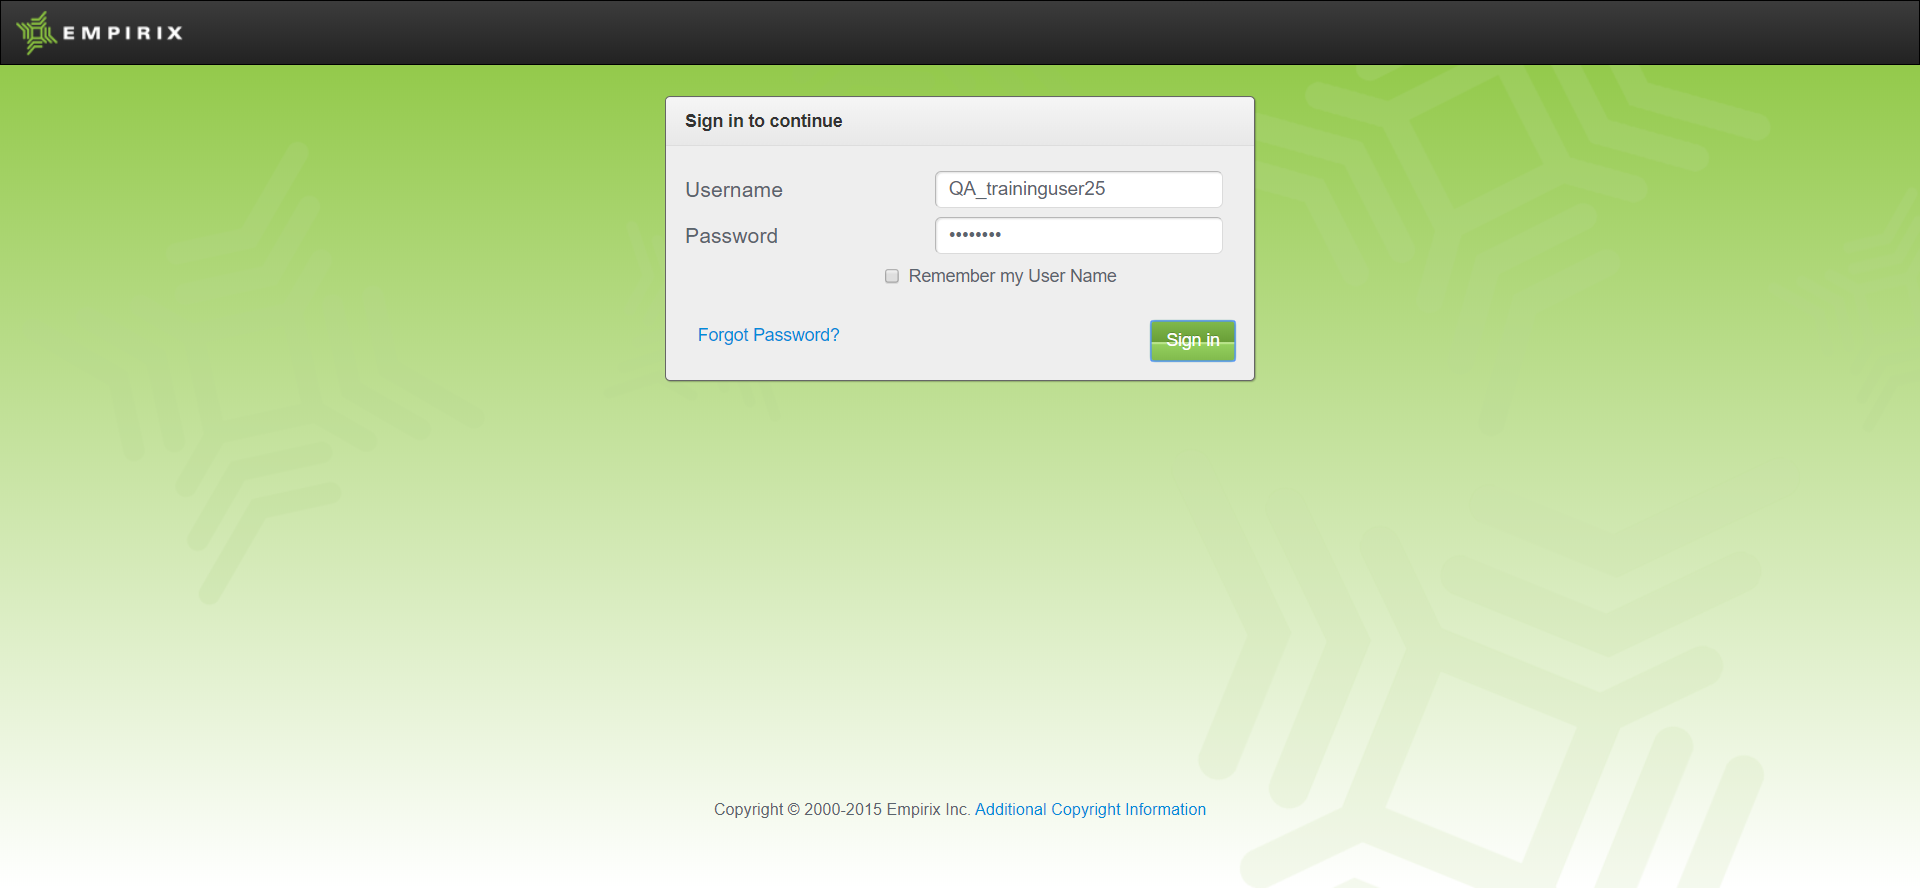 EMPIRIX
Sign in to continue
Username
QA_traininguser25
Password
••••••••
Remember my User Name
Forgot Password?
Sign in
Copyright © 2000-2015 Empirix Inc. Additional Copyright Information